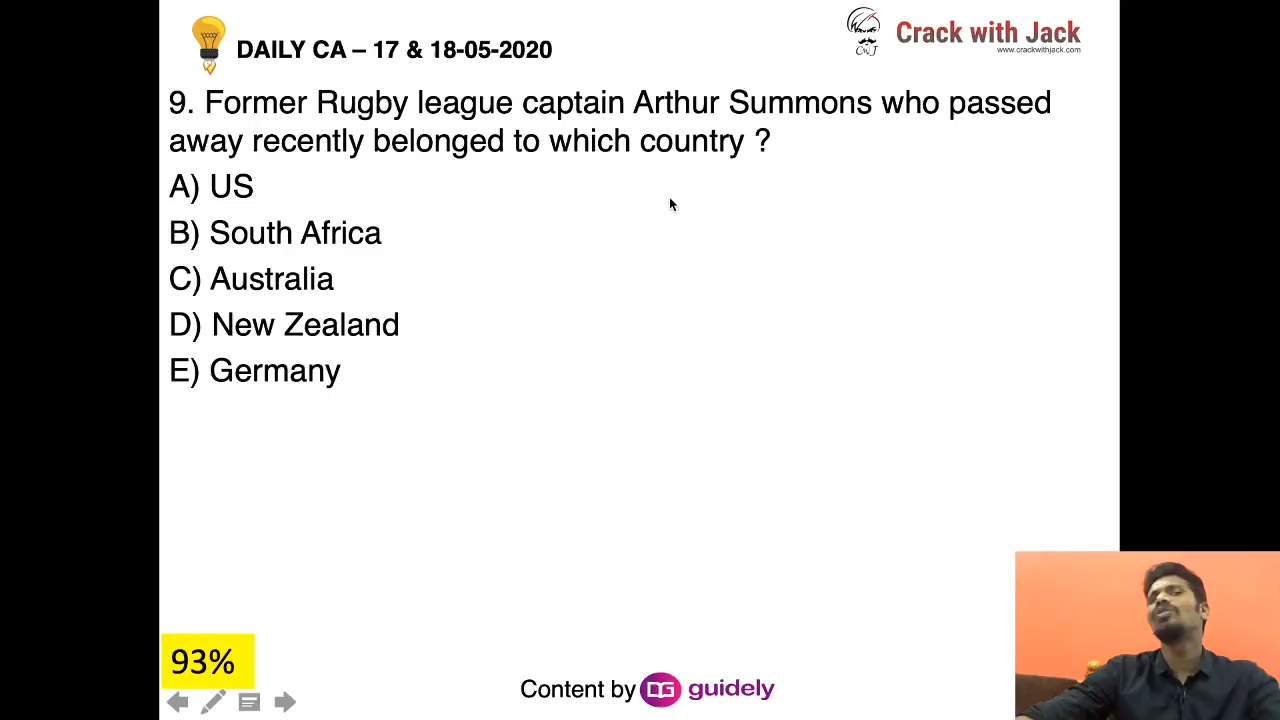 DAILY CA – 17 & 18-05-2020
Crack with Jack
www.crackwithjack.com
CwJ
9. Former Rugby league captain Arthur Summons who passed
away recently belonged to which country ?
A) US
B) South Africa
C) Australia
D) New Zealand
E) Germany
93%
Content by DG guidely